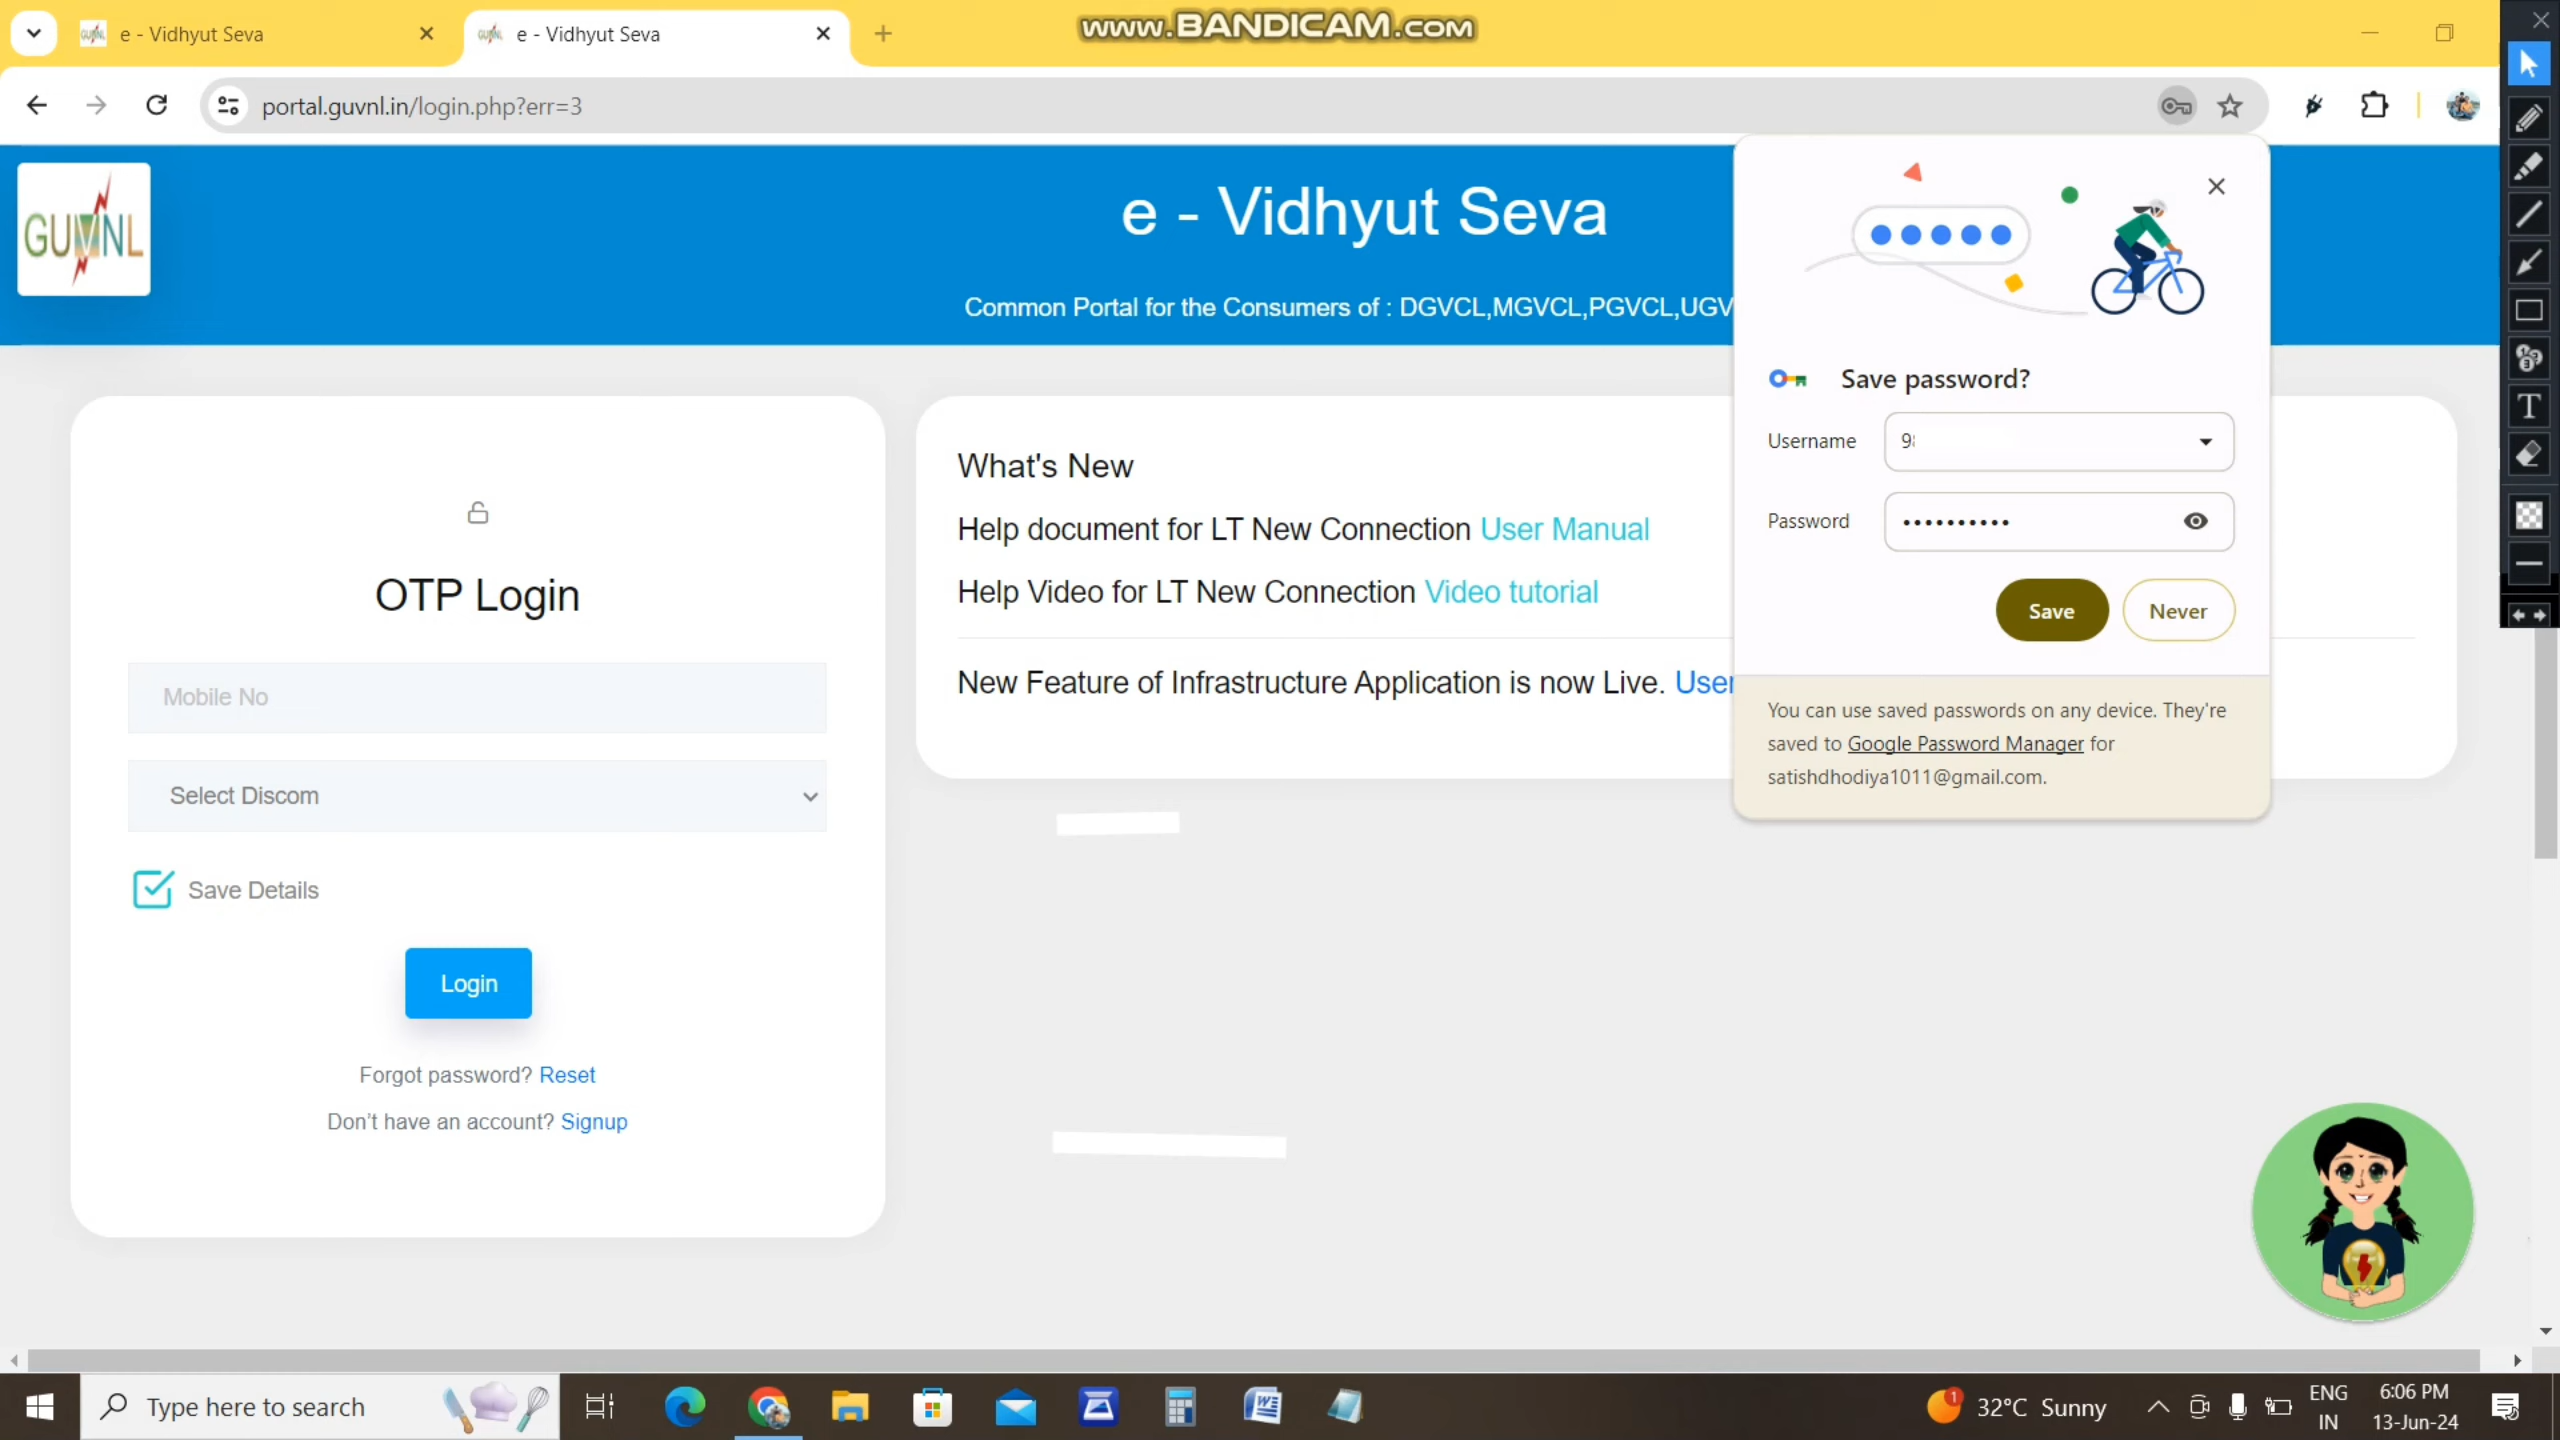 e - Vidhyut Seva
e - Vidhyut Seva
www.BANDICAM.com
portal.guvnl.in/login.php?err=3
GUVNL
e - Vidhyut Seva
Common Portal for the Consumers of : DGVCL,MGVCL,PGVCL,UGV
OTP Login
Mobile No
Select Discom
Save Details
Login
Forgot password? Reset
Don't have an account? Signup
What's New
Help document for LT New Connection User Manual
Help Video for LT New Connection Video tutorial
New Feature of Infrastructure Application is now Live. User
Save password?
Username
Password
Save
Never
You can use saved passwords on any device. They're
saved to Google Password Manager for
satishdhodiya1011@gmail.com.
Type here to search
1
32°C Sunny
ENG
IN
6:06 PM
13-Jun-24